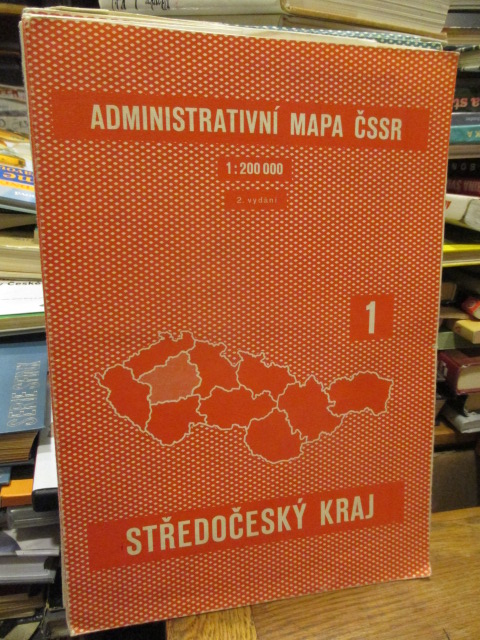 ADMINISTRATIVNÍ MAPA ČSSR
1:200 000
2. vydání
1
STŘEDOČESKÝ KRAJ